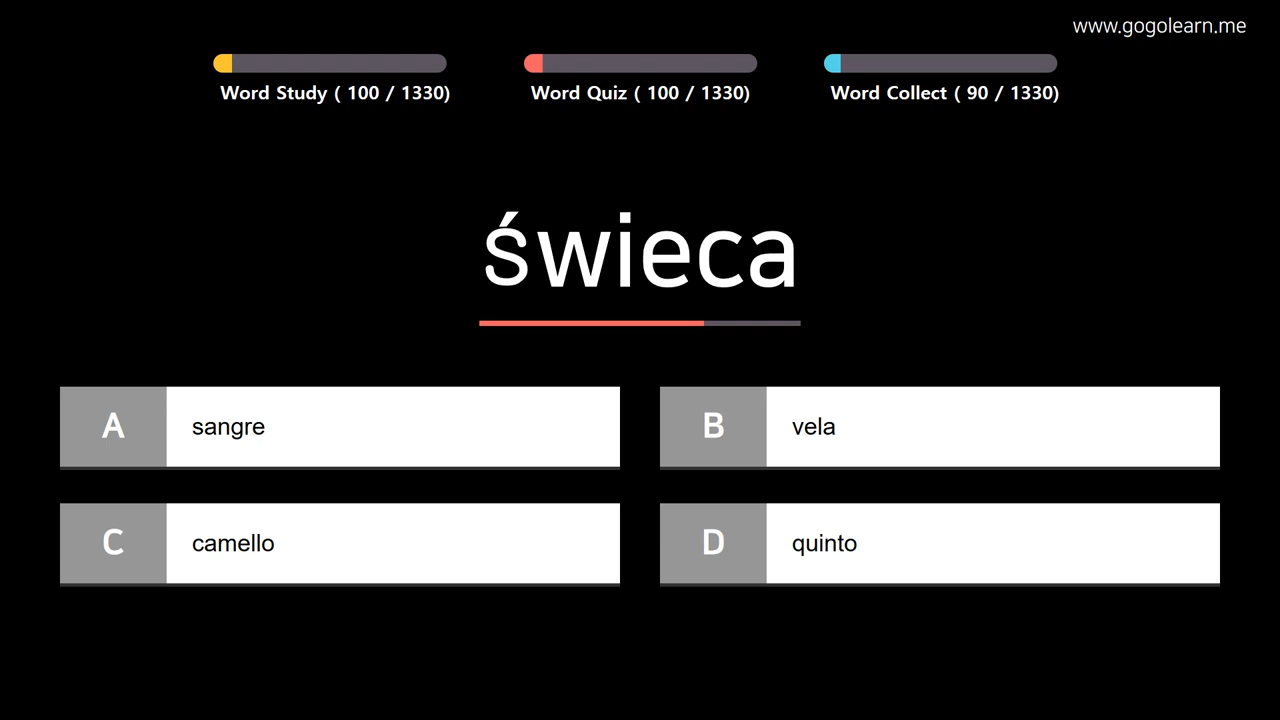 www.gogolearn.me
Word Study ( 100 / 1330)
Word Quiz ( 100 / 1330)
Word Collect ( 90 / 1330)
świeca
A sangre
B vela
C camello
D quinto